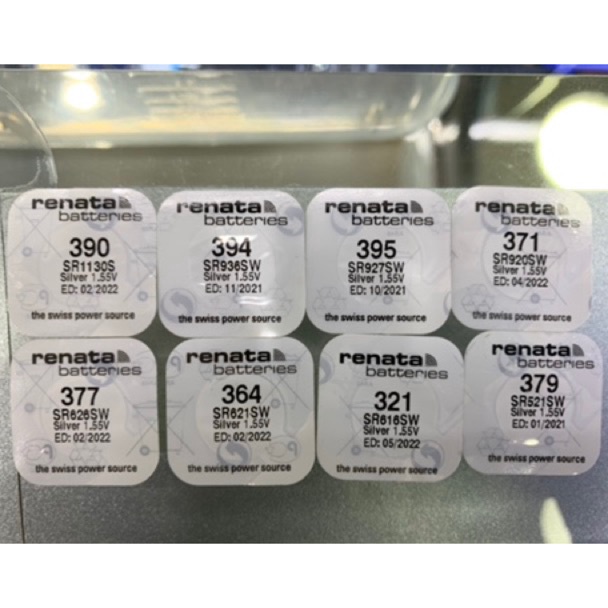 renata
batteries
390
SR1130S
Silver 1.55V
ED: 02/2022
the swiss power source
renata
batteries
394
SR936SW
Silver 1.55V
ED: 11/2021
the swiss power source
renata
batteries
395
SR927SW
Silver 1.55V
ED: 10/2021
the swiss power source
renata
batteries
371
SR920SW
Silver 1.55V
ED: 04/2022
the swiss power source
renata
batteries
377
SR626SW
Silver 1.55V
ED: 02/2022
the swiss power source
renata
batteries
364
SR621SW
Silver 1.55V
ED: 02/2022
the swiss power source
renata
batteries
321
SR616SW
Silver 1.55V
ED: 05/2022
the swiss power source
renata
batteries
379
SR521SW
Silver 1.55V
ED: 01/2021
the swiss power source